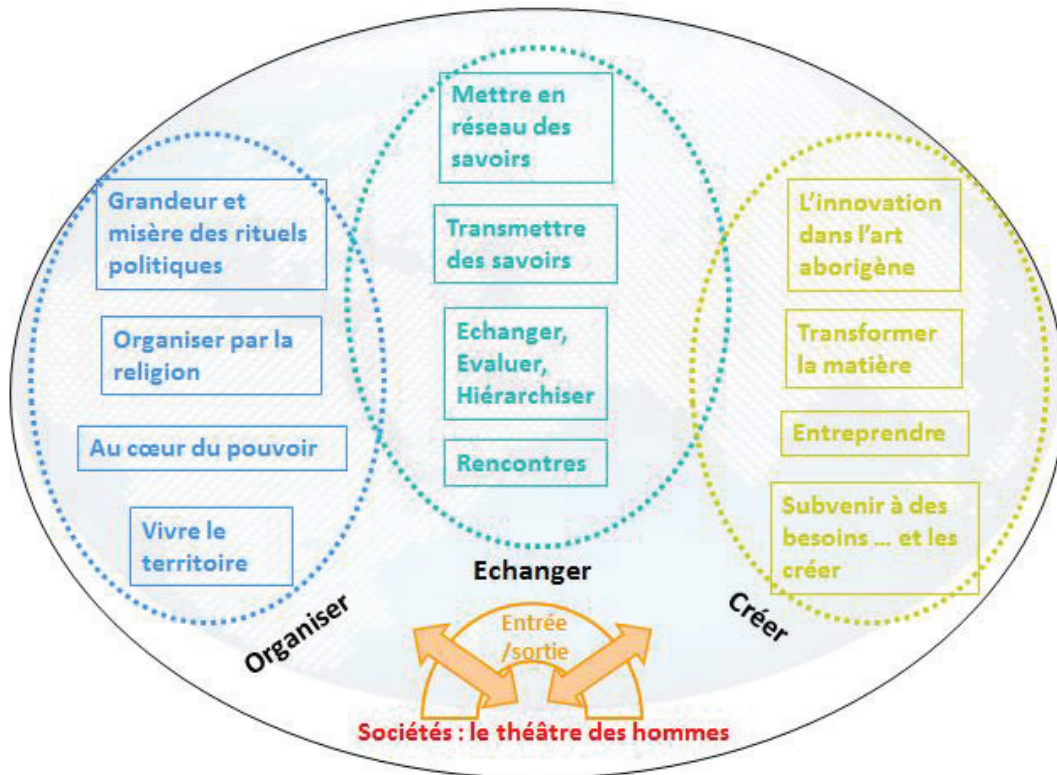 Grandeur et
misère des rituels
politiques
Organiser par la
religion
Au cœur du pouvoir
Vivre le
territoire
Organiser
Mettre en
réseau des
savoirs
Transmettre
des savoirs
Echanger,
Evaluer,
Hiérarchiser
Rencontres
Echanger
L’innovation
dans l’art
aborigène
Transformer
la matière
Entreprendre
Subvenir à des
besoins … et les
créer
Créer
Entrée
/sortie
Sociétés : le théâtre des hommes